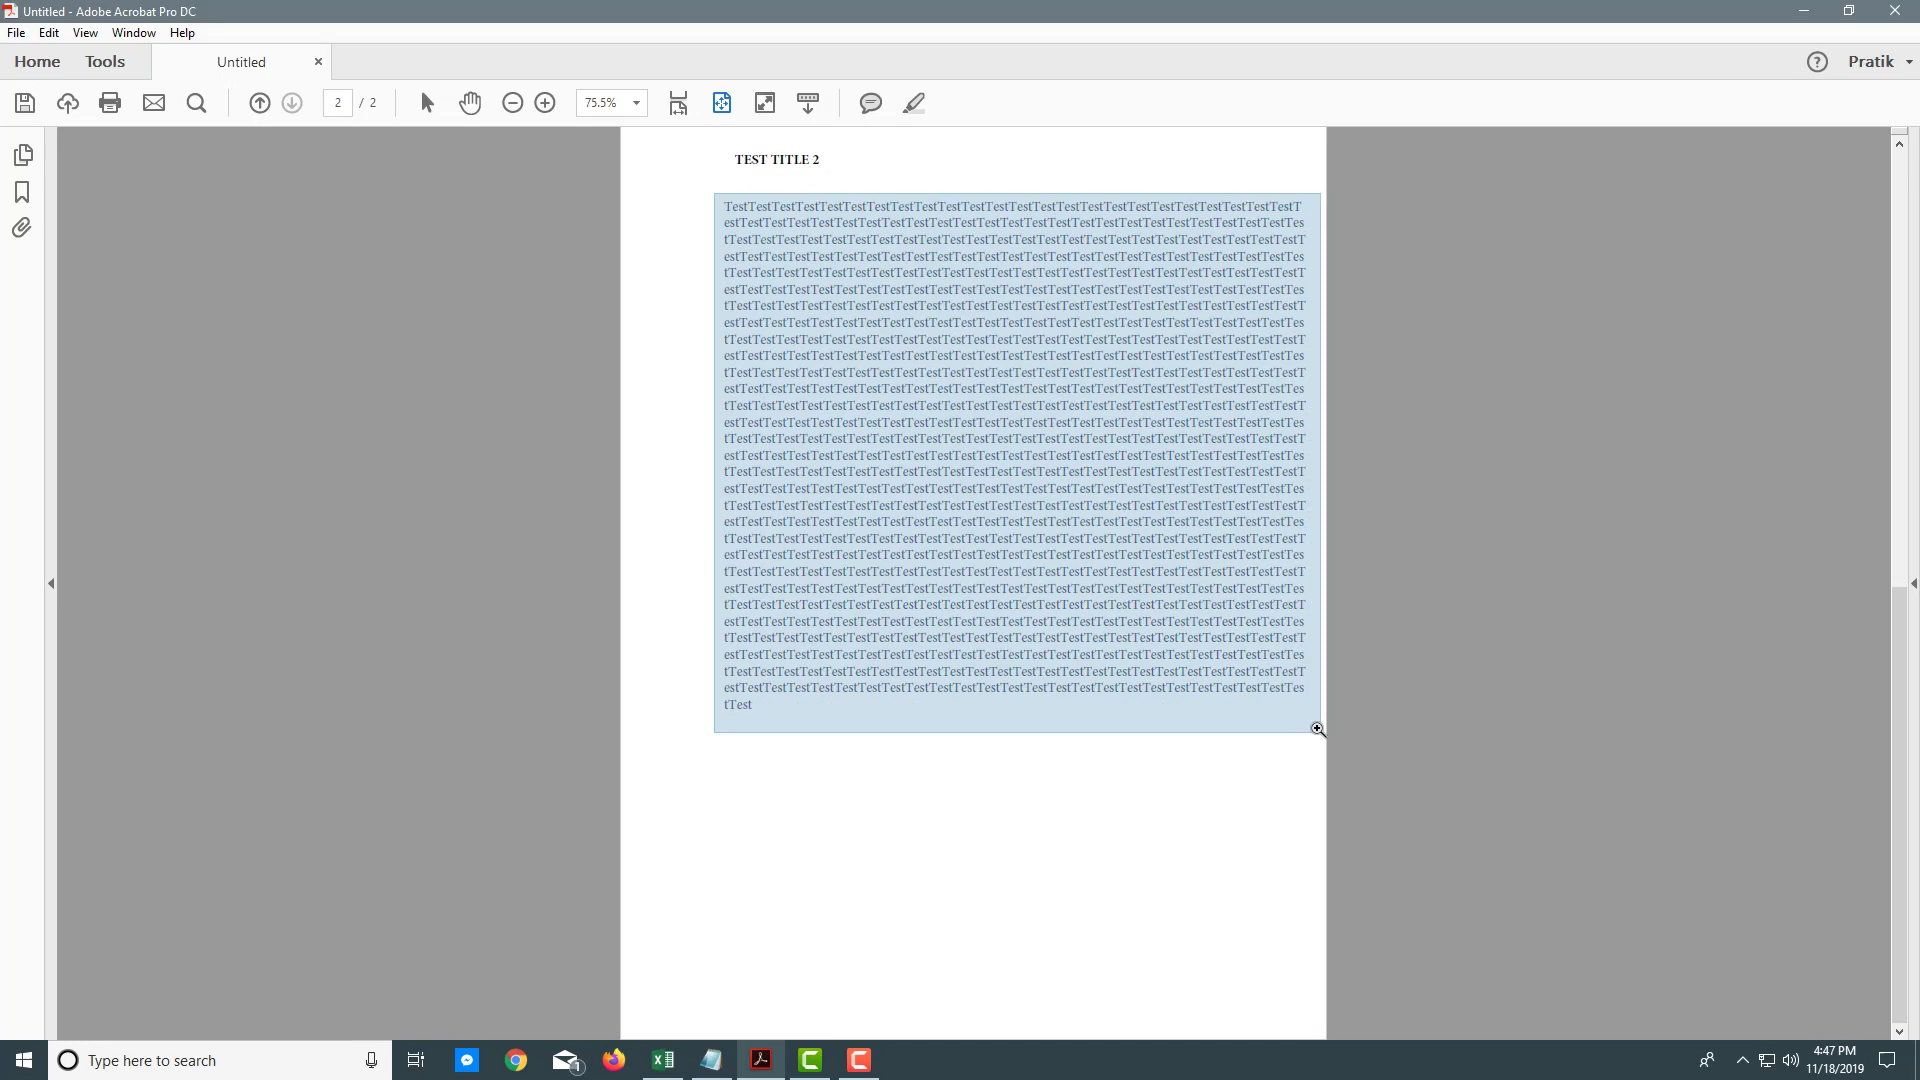 Untitled - Adobe Acrobat Pro DC
File Edit View Window Help
Home Tools Untitled Pratik
2 / 2 75.5%
TEST TITLE 2
TestTestTestTestTestTestTestTestTestTestTestTestTestTestTestTestTestTestTestTestTestTestTestTestT
estTestTestTestTestTestTestTestTestTestTestTestTestTestTestTestTestTestTestTestTestTestTestTestTes
tTestTestTestTestTestTestTestTestTestTestTestTestTestTestTestTestTestTestTestTestTestTestTestTestT
estTestTestTestTestTestTestTestTestTestTestTestTestTestTestTestTestTestTestTestTestTestTestTestTes
tTestTestTestTestTestTestTestTestTestTestTestTestTestTestTestTestTestTestTestTestTestTestTestTestT
estTestTestTestTestTestTestTestTestTestTestTestTestTestTestTestTestTestTestTestTestTestTestTestTes
tTestTestTestTestTestTestTestTestTestTestTestTestTestTestTestTestTestTestTestTestTestTestTestTestT
estTestTestTestTestTestTestTestTestTestTestTestTestTestTestTestTestTestTestTestTestTestTestTestTes
tTestTestTestTestTestTestTestTestTestTestTestTestTestTestTestTestTestTestTestTestTestTestTestTestT
estTestTestTestTestTestTestTestTestTestTestTestTestTestTestTestTestTestTestTestTestTestTestTestTes
tTestTestTestTestTestTestTestTestTestTestTestTestTestTestTestTestTestTestTestTestTestTestTestTestT
estTestTestTestTestTestTestTestTestTestTestTestTestTestTestTestTestTestTestTestTestTestTestTestTes
tTestTestTestTestTestTestTestTestTestTestTestTestTestTestTestTestTestTestTestTestTestTestTestTestT
estTestTestTestTestTestTestTestTestTestTestTestTestTestTestTestTestTestTestTestTestTestTestTestTes
tTestTestTestTestTestTestTestTestTestTestTestTestTestTestTestTestTestTestTestTestTestTestTestTestT
estTestTestTestTestTestTestTestTestTestTestTestTestTestTestTestTestTestTestTestTestTestTestTestTes
tTestTestTestTestTestTestTestTestTestTestTestTestTestTestTestTestTestTestTestTestTestTestTestTestT
estTestTestTestTestTestTestTestTestTestTestTestTestTestTestTestTestTestTestTestTestTestTestTestTes
tTestTestTestTestTestTestTestTestTestTestTestTestTestTestTestTestTestTestTestTestTestTestTestTestT
estTestTestTestTestTestTestTestTestTestTestTestTestTestTestTestTestTestTestTestTestTestTestTestTes
tTestTestTestTestTestTestTestTestTestTestTestTestTestTestTestTestTestTestTestTestTestTestTestTestT
estTestTestTestTestTestTestTestTestTestTestTestTestTestTestTestTestTestTestTestTestTestTestTestTes
tTestTestTestTestTestTestTestTestTestTestTestTestTestTestTestTestTestTestTestTestTestTestTestTestT
estTestTestTestTestTestTestTestTestTestTestTestTestTestTestTestTestTestTestTestTestTestTestTestTes
tTestTestTestTestTestTestTestTestTestTestTestTestTestTestTestTestTestTestTestTestTestTestTestTestT
estTestTestTestTestTestTestTestTestTestTestTestTestTestTestTestTestTestTestTestTestTestTestTestTes
tTestTestTestTestTestTestTestTestTestTestTestTestTestTestTestTestTestTestTestTestTestTestTestTestT
estTestTestTestTestTestTestTestTestTestTestTestTestTestTestTestTestTestTestTestTestTestTestTestTes
tTestTestTestTestTestTestTestTestTestTestTestTestTestTestTestTestTestTestTestTestTestTestTestTestT
estTestTestTestTestTestTestTestTestTestTestTestTestTestTestTestTestTestTestTestTestTestTestTestTes
tTest
Type here to search 1 4:47 PM
11/18/2019